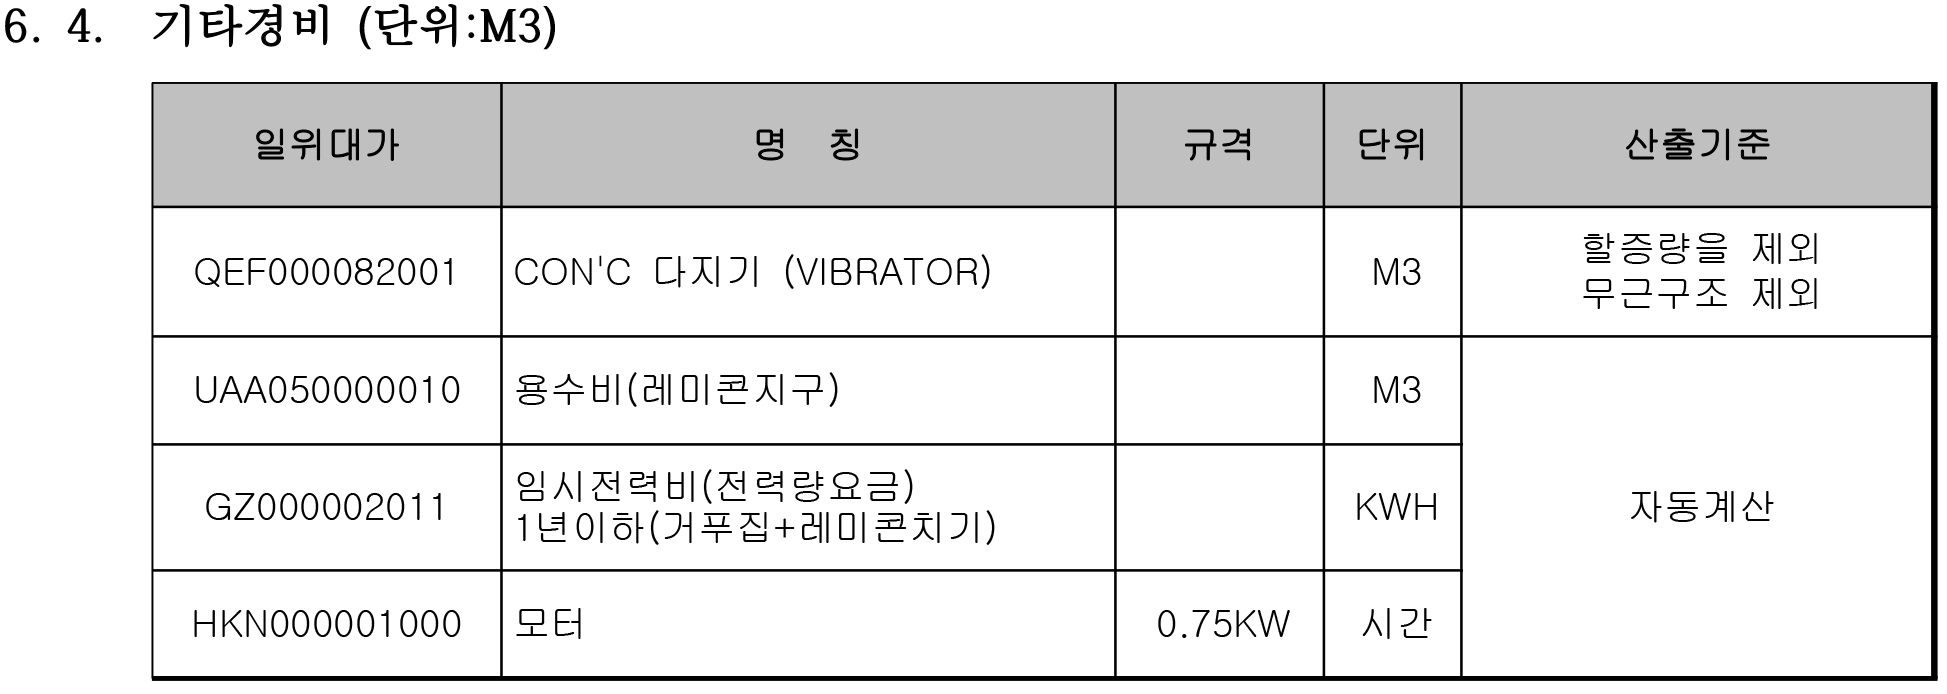 6. 4. 기타경비 (단위:M3)
일위대가 명 칭 규격 단위 산출기준
QEF000082001 CON'C 다지기 (VIBRATOR) M3 할증량을 제외
무근구조 제외
UAA050000010 용수비(레미콘지구) M3
GZ000002011 임시전력비(전력량요금)
1년이하(거푸집+레미콘치기) KWH 자동계산
HKN000001000 모터 0.75KW 시간